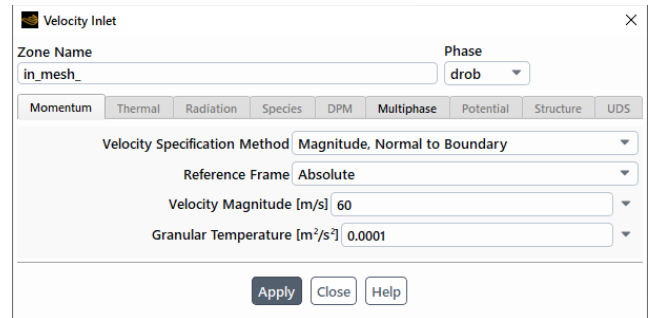 Velocity Inlet
Zone Name Phase
in_mesh_ drob
Momentum Thermal Radiation Species DPM Multiphase Potential Structure UDS
Velocity Specification Method Magnitude, Normal to Boundary
Reference Frame Absolute
Velocity Magnitude [m/s] 60
Granular Temperature [m²/s²] 0.0001
Apply Close Help